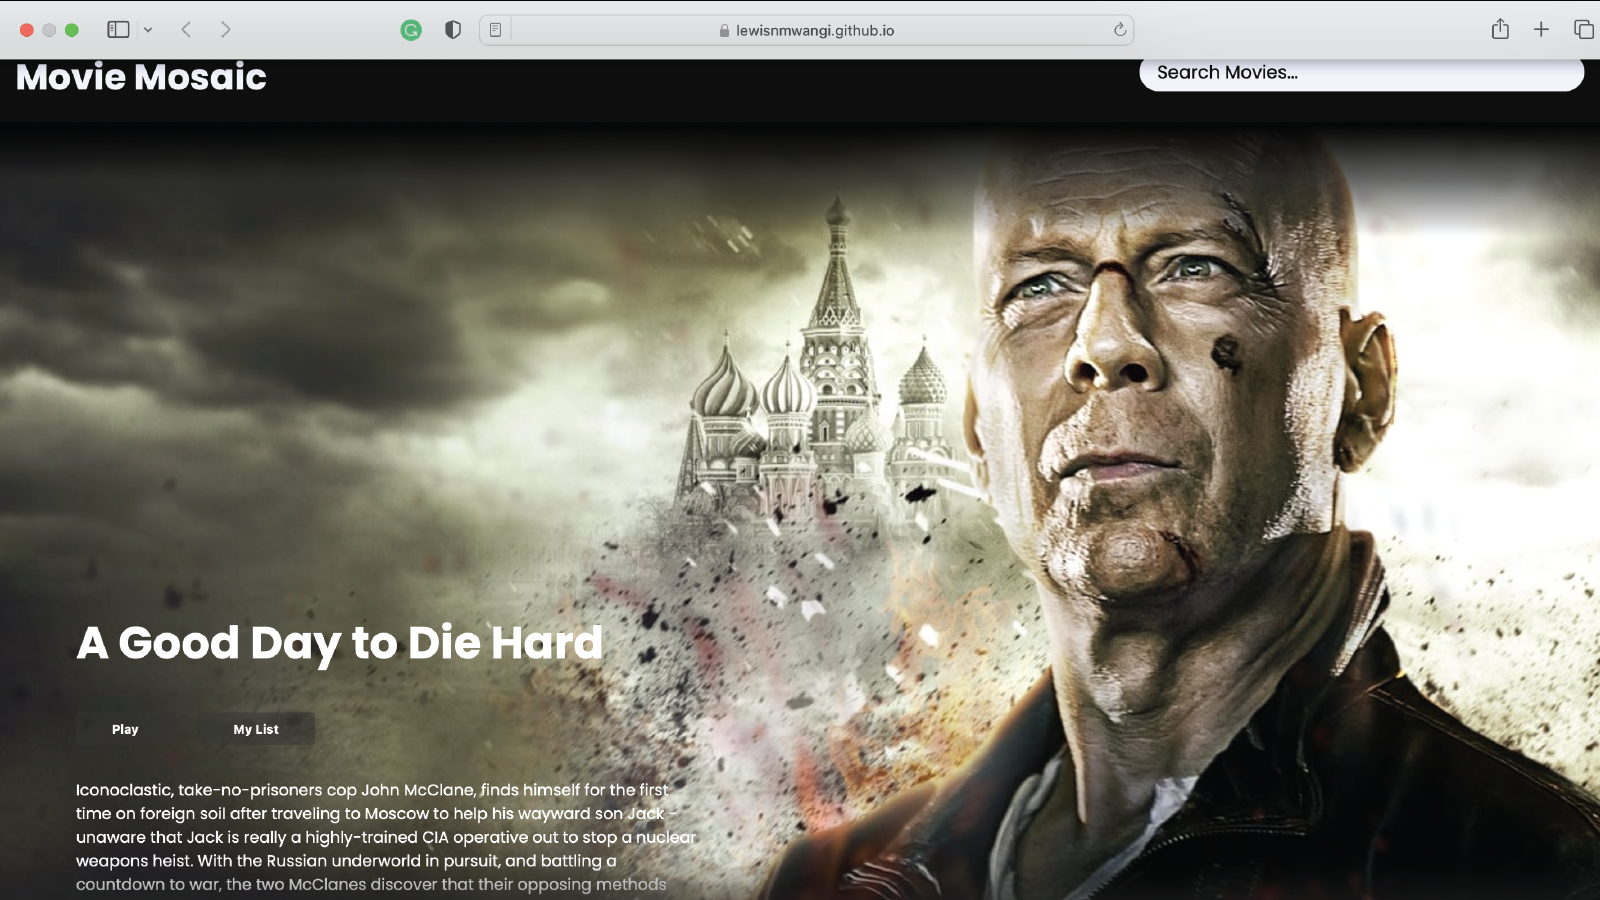 lewisnmwangi.github.io
Movie Mosaic
Search Movies...
A Good Day to Die Hard
Play
My List
Iconoclastic, take-no-prisoners cop John McClane, finds himself for the first
time on foreign soil after traveling to Moscow to help his wayward son Jack -
unaware that Jack is really a highly-trained CIA operative out to stop a nuclear
weapons heist. With the Russian underworld in pursuit, and battling a
countdown to war, the two McClanes discover that their opposing methods